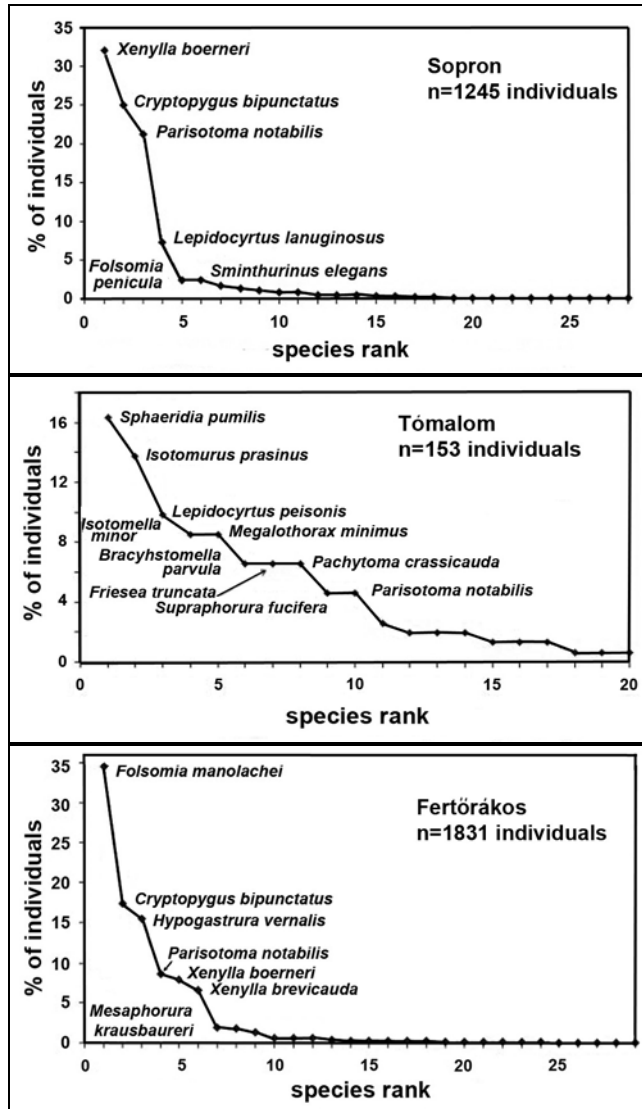 % of individuals
35
30
25
20
15
10
5
0
Xenylla boerneri
Cryptopygus bipunctatus
Parisotoma notabilis
Lepidocyrtus lanuginosus
Folsomia
penicula
Sminthurinus elegans
Sopron
n=1245 individuals
0 5 10 15 20 25
species rank
% of individuals
16
12
8
4
0
Sphaeridia pumilis
Isotomurus prasinus
Lepidocyrtus peisonis
Isotomella
minor
Megalothorax minimus
Bracyhstomella
parvula
Pachytoma crassicauda
Friesea truncata
Supraphorura fucifera
Parisotoma notabilis
Tómalom
n=153 individuals
0 5 10 15 20
species rank
% of individuals
35
30
25
20
15
10
5
0
Folsomia manolachei
Cryptopygus bipunctatus
Hypogastrura vernalis
Parisotoma notabilis
Xenylla boerneri
Xenylla brevicauda
Mesaphorura
krausbaureri
Fertőrákos
n=1831 individuals
0 5 10 15 20 25
species rank